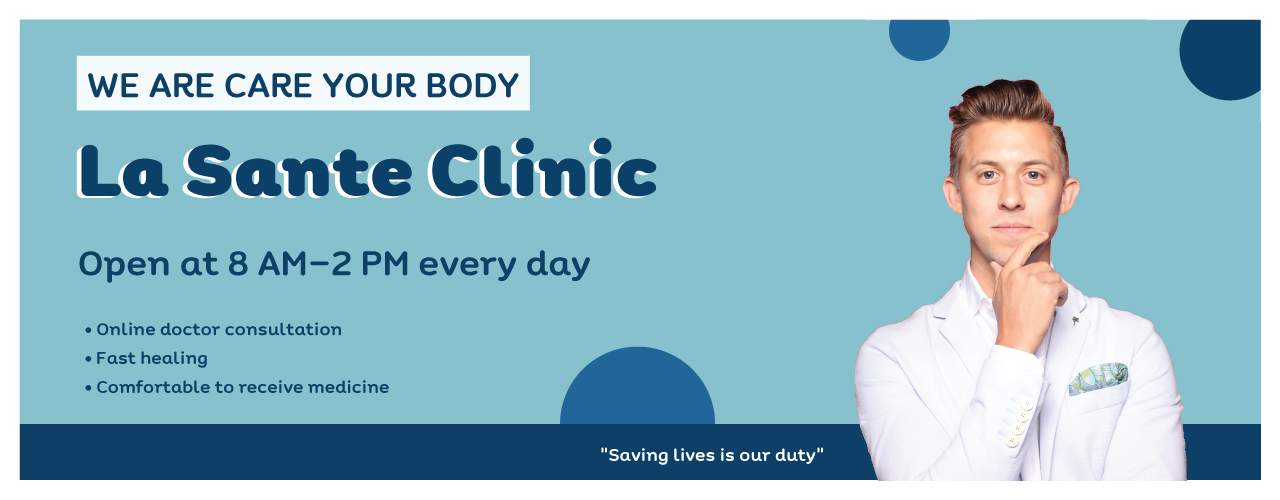 WE ARE CARE YOUR BODY
La Sante Clinic
Open at 8 AM–2 PM every day
• Online doctor consultation
• Fast healing
• Comfortable to receive medicine
"Saving lives is our duty"